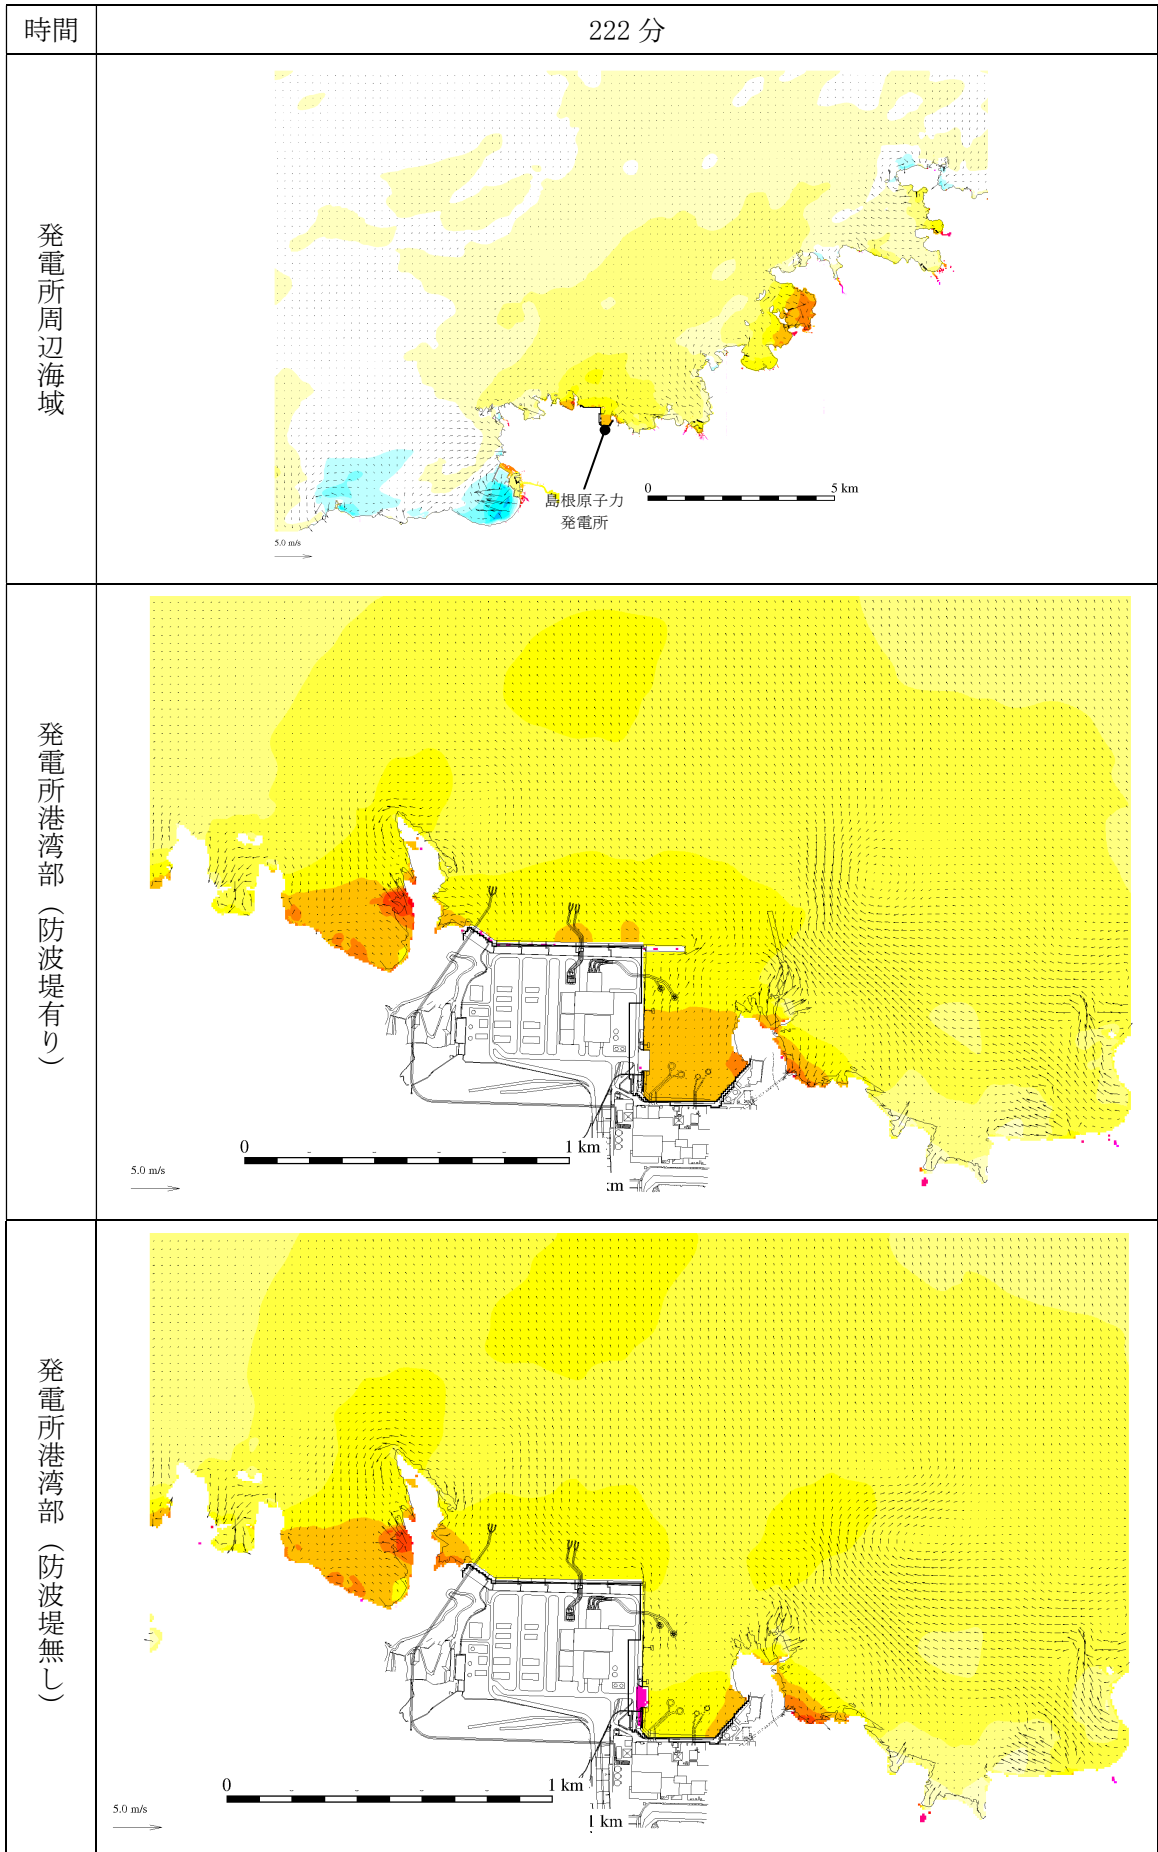 時間
222 分
発電所周辺海域
島根原子力
発電所
0
5 km
5.0 m/s
発電所港湾部（防波堤有り）
0
1 km
5.0 m/s
km
発電所港湾部（防波堤無し）
0
1 km
5.0 m/s
1 km